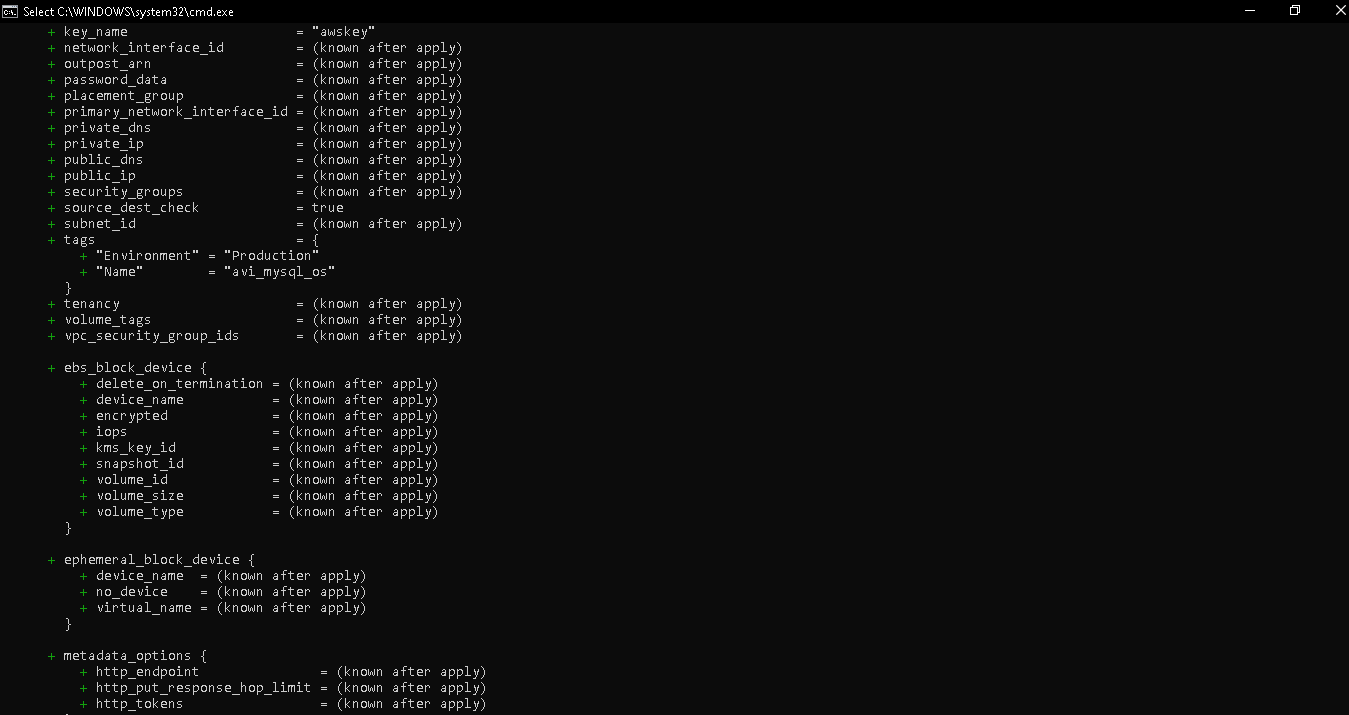 Select C:\WINDOWS\system32\cmd.exe
+ key_name                     = "awskey"
+ network_interface_id         = (known after apply)
+ outpost_arn                  = (known after apply)
+ password_data                = (known after apply)
+ placement_group              = (known after apply)
+ primary_network_interface_id = (known after apply)
+ private_dns                  = (known after apply)
+ private_ip                   = (known after apply)
+ public_dns                   = (known after apply)
+ public_ip                    = (known after apply)
+ security_groups              = (known after apply)
+ source_dest_check            = true
+ subnet_id                    = (known after apply)
+ tags                         = {
    + "Environment" = "Production"
    + "Name"        = "avi_mysql_os"
  }
+ tenancy                      = (known after apply)
+ volume_tags                  = (known after apply)
+ vpc_security_group_ids       = (known after apply)

+ ebs_block_device {
    + delete_on_termination = (known after apply)
    + device_name           = (known after apply)
    + encrypted             = (known after apply)
    + iops                  = (known after apply)
    + kms_key_id            = (known after apply)
    + snapshot_id           = (known after apply)
    + volume_id             = (known after apply)
    + volume_size           = (known after apply)
    + volume_type           = (known after apply)
  }

+ ephemeral_block_device {
    + device_name  = (known after apply)
    + no_device    = (known after apply)
    + virtual_name = (known after apply)
  }

+ metadata_options {
    + http_endpoint               = (known after apply)
    + http_put_response_hop_limit = (known after apply)
    + http_tokens                 = (known after apply)